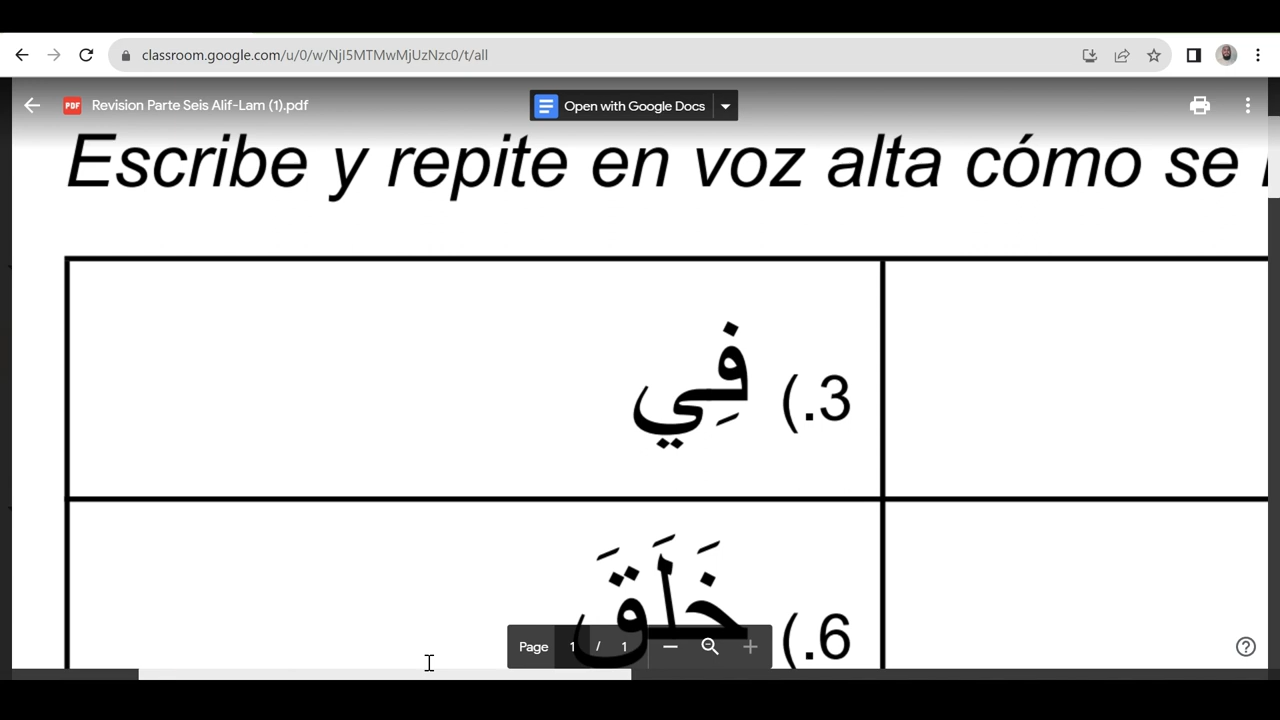 classroom.google.com/u/0/w/NjI5MTMwMjUzNzc0/t/all
PDF Revision Parte Seis Alif-Lam (1).pdf
Open with Google Docs
Escribe y repite en voz alta cómo se
3.) فِي
6.) خَلَقَ
Page 1 / 1